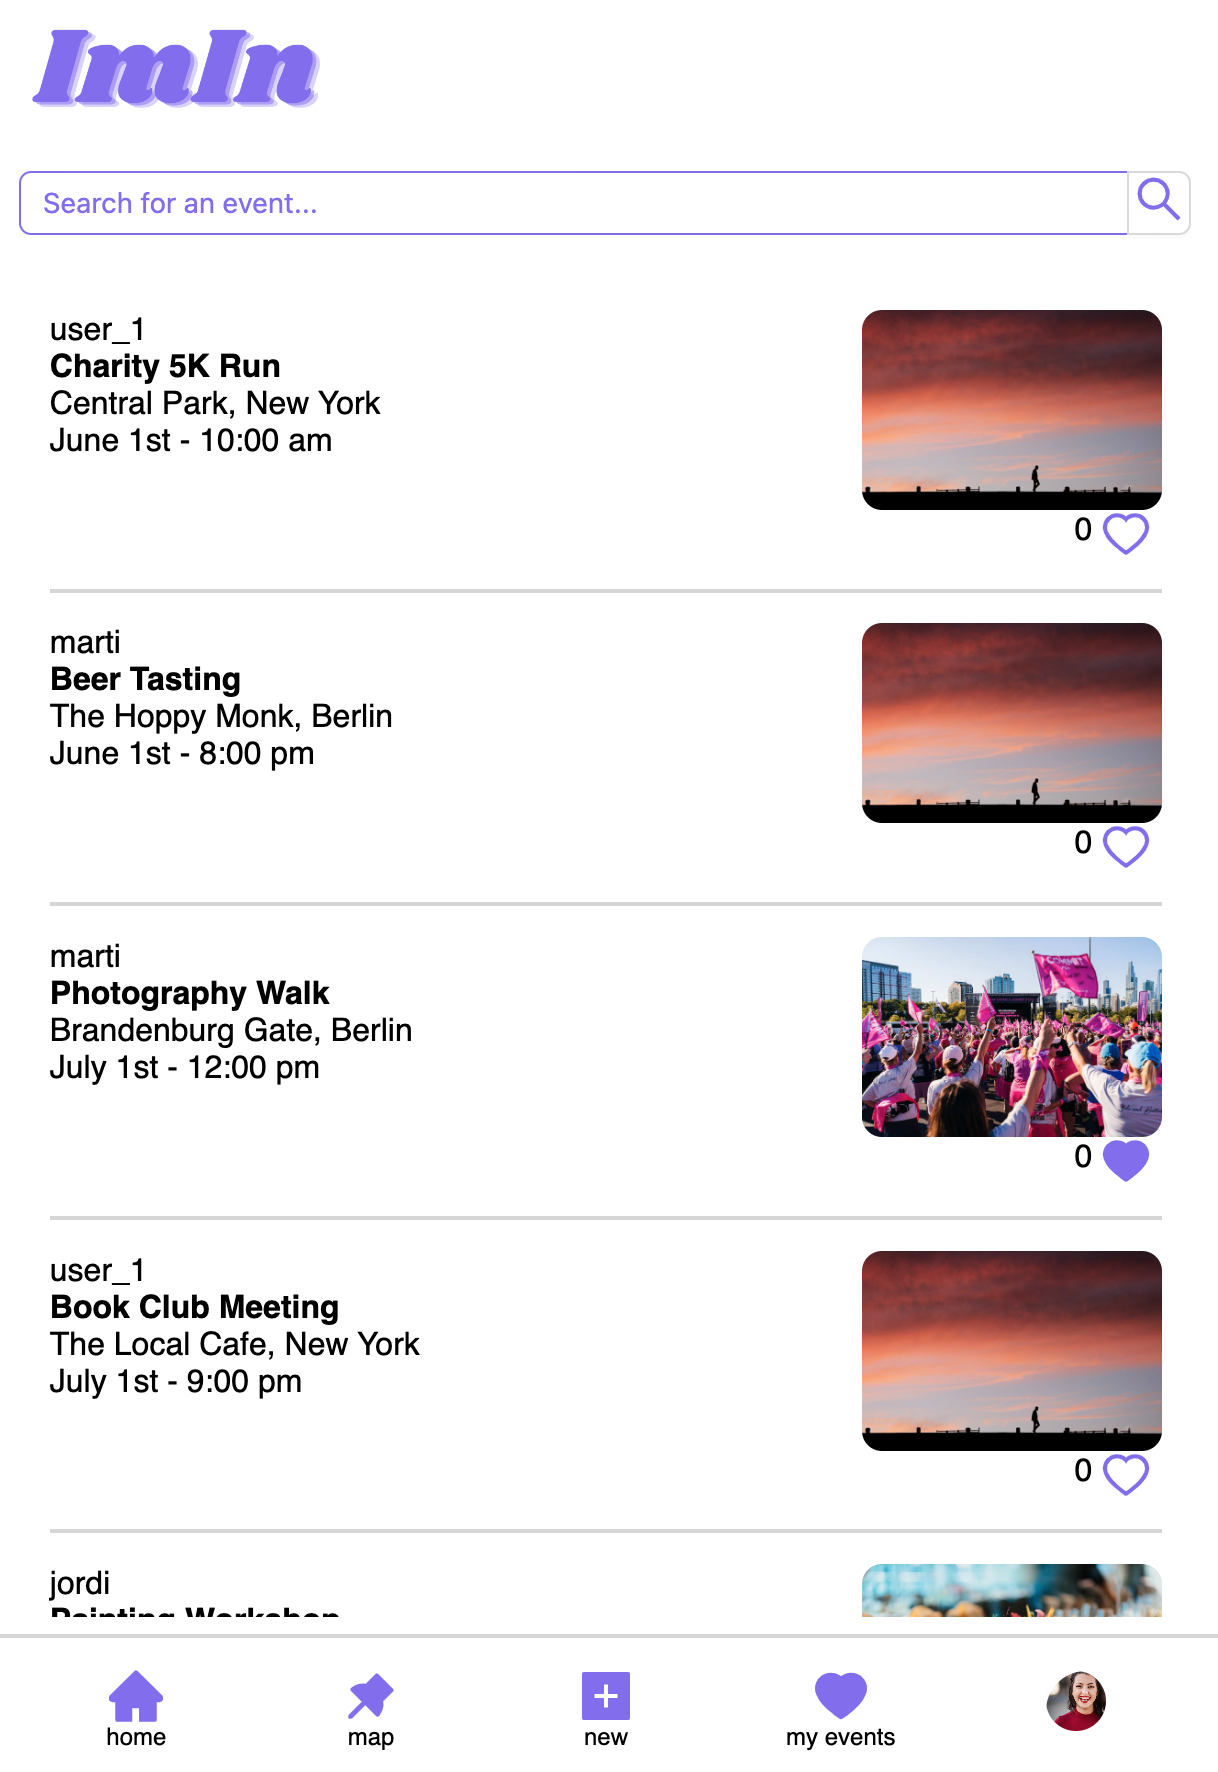 ImIn
Search for an event...
user_1
Charity 5K Run
Central Park, New York
June 1st - 10:00 am
0
marti
Beer Tasting
The Hoppy Monk, Berlin
June 1st - 8:00 pm
0
marti
Photography Walk
Brandenburg Gate, Berlin
July 1st - 12:00 pm
0
user_1
Book Club Meeting
The Local Cafe, New York
July 1st - 9:00 pm
0
jordi
Painting Workshop
home
map
new
my events